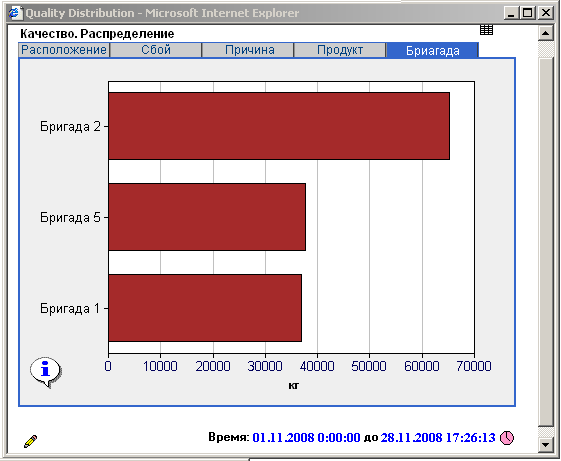 Quality Distribution - Microsoft Internet Explorer
Качество. Распределение
Расположение Сбой Причина Продукт Бриагада
Бригада 2
Бригада 5
Бригада 1
0 10000 20000 30000 40000 50000 60000 70000
кг
Время: 01.11.2008 0:00:00 до 28.11.2008 17:26:13